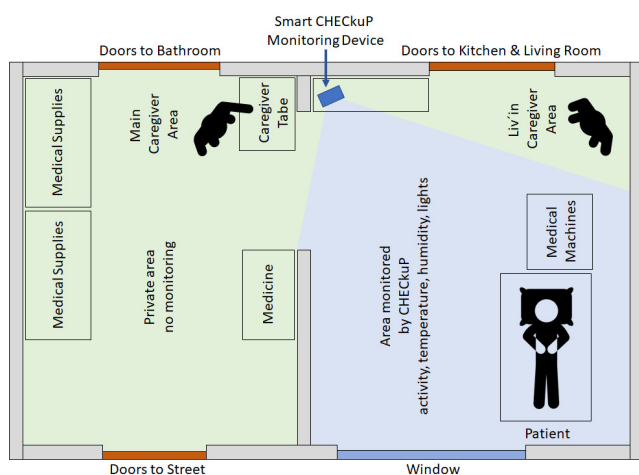 Smart CHECkuP
Monitoring Device
Doors to Bathroom
Doors to Kitchen & Living Room
Medical Supplies
Main
Caregiver
Area
Caregiver
Tabe
Liv´in
Caregiver
Area
Medical Supplies
Private area
no monitoring
Medicine
Area monitored
by CHECkuP
activity, temperature, humidity, lights
Medical
Machines
Patient
Doors to Street
Window